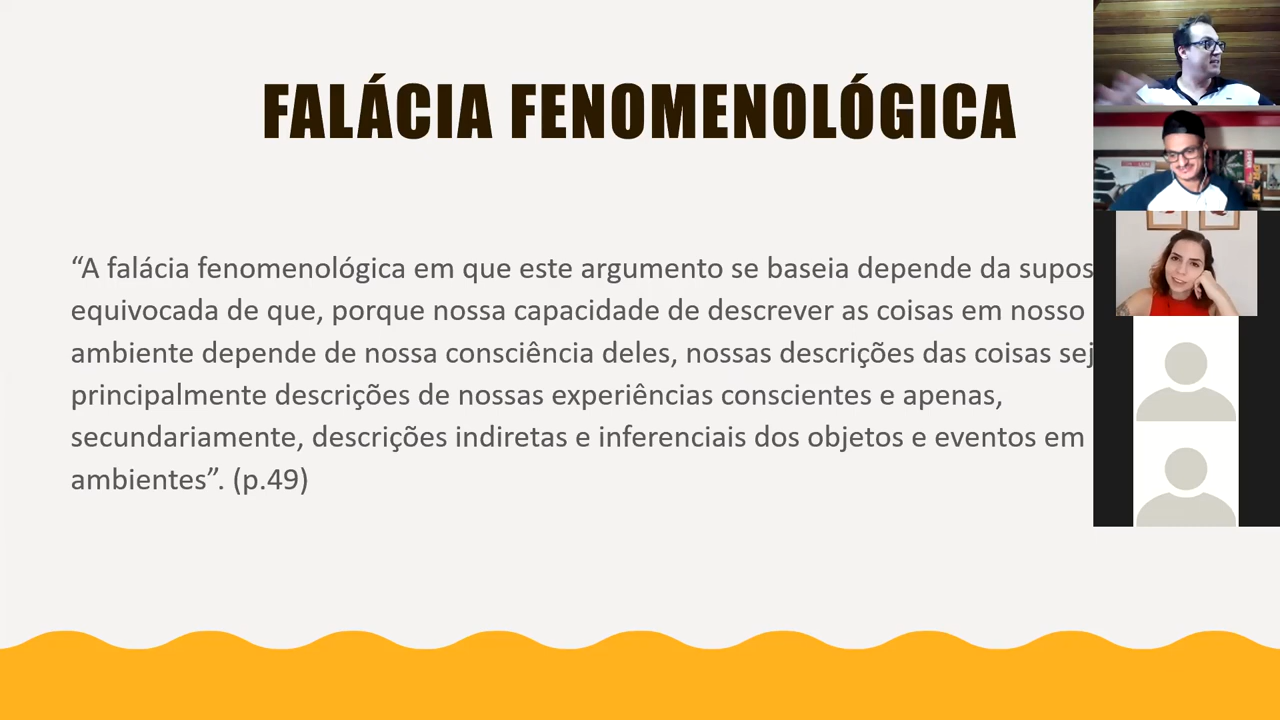 FALÁCIA FENOMENOLÓGICA
“A falácia fenomenológica em que este argumento se baseia depende da supos
equivocada de que, porque nossa capacidade de descrever as coisas em nosso
ambiente depende de nossa consciência deles, nossas descrições das coisas sej
principalmente descrições de nossas experiências conscientes e apenas,
secundariamente, descrições indiretas e inferenciais dos objetos e eventos em
ambientes”. (p.49)